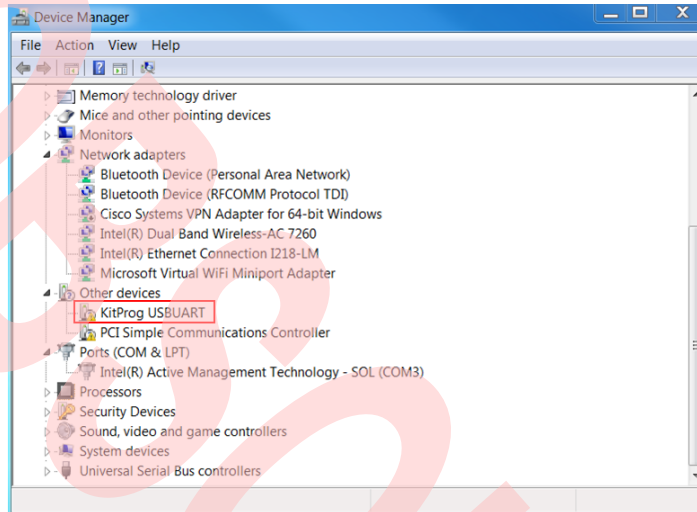 Device Manager
File Action View Help
Memory technology driver
Mice and other pointing devices
Monitors
Network adapters
Bluetooth Device (Personal Area Network)
Bluetooth Device (RFCOMM Protocol TDI)
Cisco Systems VPN Adapter for 64-bit Windows
Intel(R) Dual Band Wireless-AC 7260
Intel(R) Ethernet Connection I218-LM
Microsoft Virtual WiFi Miniport Adapter
Other devices
KitProg USBUART
PCI Simple Communications Controller
Ports (COM & LPT)
Intel(R) Active Management Technology - SOL (COM3)
Processors
Security Devices
Sound, video and game controllers
System devices
Universal Serial Bus controllers